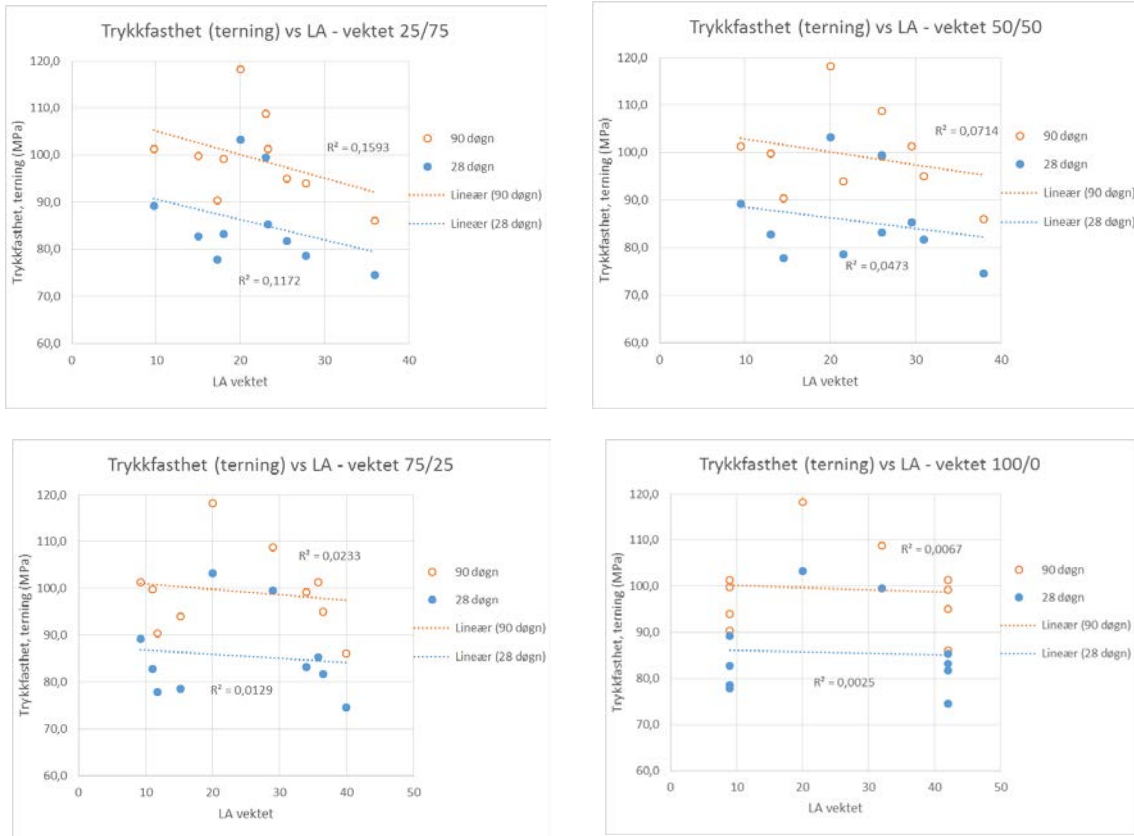 Trykkfasthet (terning) vs LA - vektet 25/75
Trykkfasthet, terning (MPa)
120,0
110,0
100,0
90,0
80,0
70,0
60,0
R² = 0,1593
R² = 0,1172
90 døgn
28 døgn
Lineær (90 døgn)
Lineær (28 døgn)
0 10 20 30 40
LA vektet
Trykkfasthet (terning) vs LA - vektet 50/50
Trykkfasthet, terning (MPa)
120,0
110,0
100,0
90,0
80,0
70,0
60,0
R² = 0,0714
R² = 0,0473
90 døgn
28 døgn
Lineær (90 døgn)
Lineær (28 døgn)
0 10 20 30 40
LA vektet
Trykkfasthet (terning) vs LA - vektet 75/25
Trykkfasthet, terning (MPa)
120,0
110,0
100,0
90,0
80,0
70,0
60,0
R² = 0,0233
R² = 0,0129
90 døgn
28 døgn
Lineær (90 døgn)
Lineær (28 døgn)
0 10 20 30 40 50
LA vektet
Trykkfasthet (terning) vs LA - vektet 100/0
Trykkfasthet, terning (MPa)
120,0
110,0
100,0
90,0
80,0
70,0
60,0
R² = 0,0067
R² = 0,0025
90 døgn
28 døgn
Lineær (90 døgn)
Lineær (28 døgn)
0 10 20 30 40 50
LA vektet